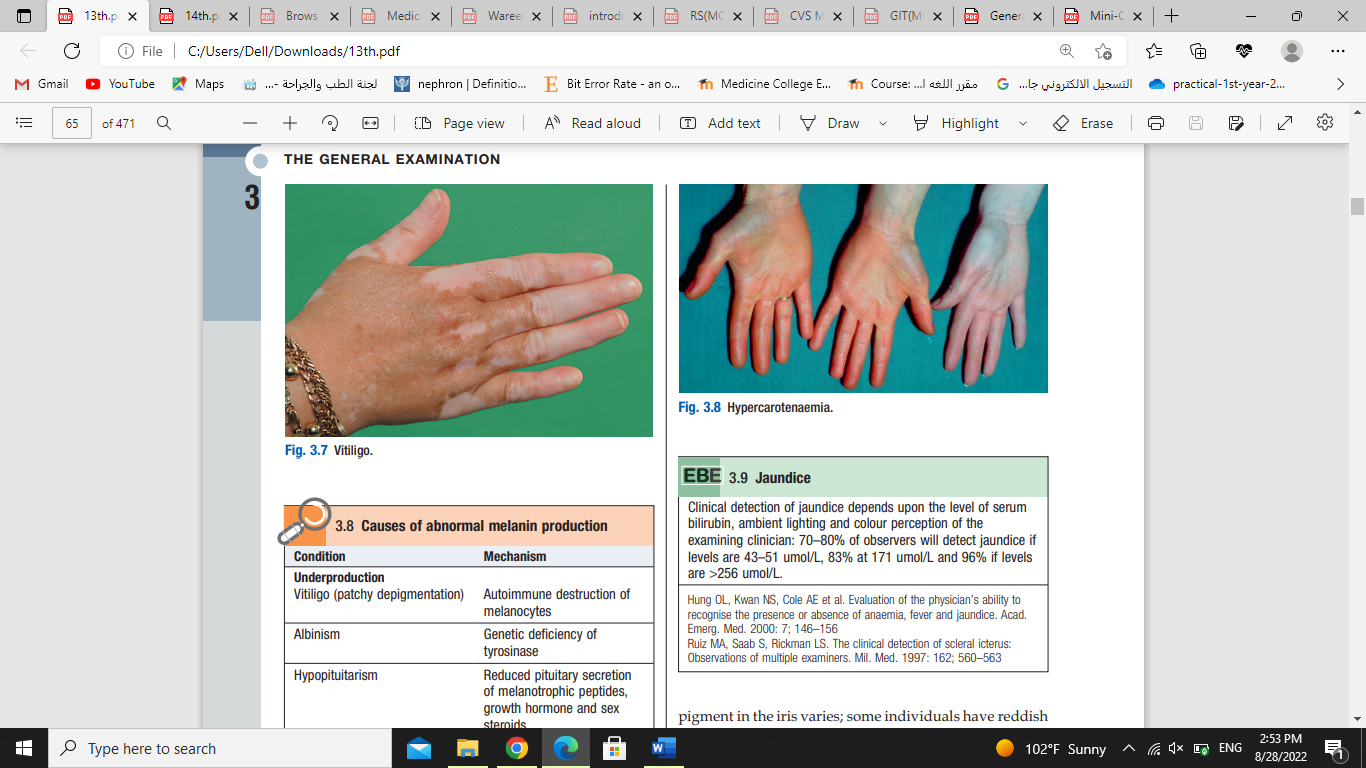 13th.p
14th.p
Brows
Medic
Waree
introd
RS(MC
CVS M
GIT(M
Gener
Mini-C
File
C:/Users/Dell/Downloads/13th.pdf
Gmail
YouTube
Maps
لجنة الطب والجراحة -...
nephron | Definitio...
Bit Error Rate - an o...
Medicine College E...
Course: مقرر اللغه ا...
التسجيل الالكتروني جا...
practical-1st-year-2...
65 of 471
Page view
Read aloud
Add text
Draw
Highlight
Erase
THE GENERAL EXAMINATION
3
Fig. 3.7 Vitiligo.
3.8 Causes of abnormal melanin production
Condition Mechanism
Underproduction
Vitiligo (patchy depigmentation) Autoimmune destruction of
melanocytes
Albinism Genetic deficiency of
tyrosinase
Hypopituitarism Reduced pituitary secretion
of melanotrophic peptides,
growth hormone and sex
steroids
Fig. 3.8 Hypercarotenaemia.
EBE 3.9 Jaundice
Clinical detection of jaundice depends upon the level of serum
bilirubin, ambient lighting and colour perception of the
examining clinician: 70–80% of observers will detect jaundice if
levels are 43–51 umol/L, 83% at 171 umol/L and 96% if levels
are >256 umol/L.
Hung OL, Kwan NS, Cole AE et al. Evaluation of the physician's ability to
recognise the presence or absence of anaemia, fever and jaundice. Acad.
Emerg. Med. 2000: 7; 146–156
Ruiz MA, Saab S, Rickman LS. The clinical detection of scleral icterus:
Observations of multiple examiners. Mil. Med. 1997: 162; 560–563
pigment in the iris varies; some individuals have reddish
Type here to search
102°F Sunny
ENG
2:53 PM
8/28/2022
1